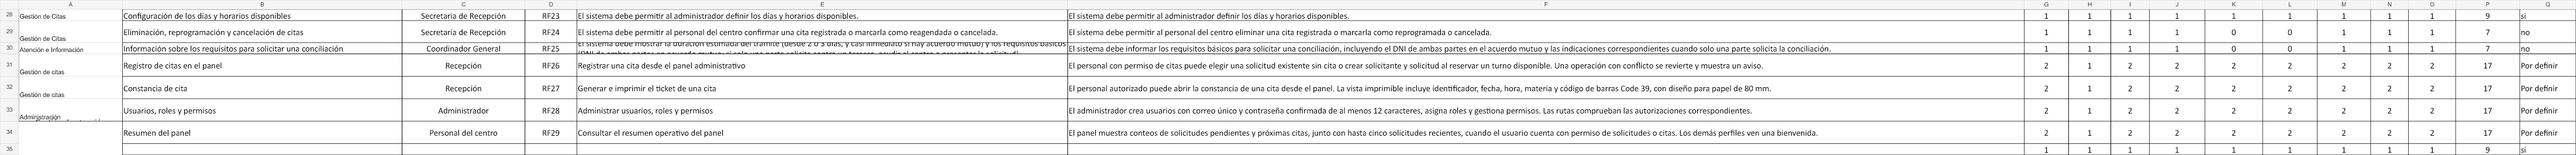 A B C D E F G H I J K L M N O P Q
28 Gestión de Citas Configuración de los días y horarios disponibles Secretaria de Recepción RF23 El sistema debe permitir al administrador definir los días y horarios disponibles. El sistema debe permitir al administrador definir los días y horarios disponibles. 1 1 1 1 1 1 1 1 1 9 si
29 Gestión de Citas Eliminación, reprogramación y cancelación de citas Secretaria de Recepción RF24 El sistema debe permitir al personal del centro confirmar una cita registrada o marcarla como reagendada o cancelada. El sistema debe permitir al personal del centro eliminar una cita registrada o marcarla como reprogramada o cancelada. 1 1 1 1 0 0 1 1 1 7 no
30 Atención e Información Información sobre los requisitos para solicitar una conciliación Coordinador General RF25 El sistema debe mostrar la duración estimada del trámite (desde 2 o 3 días, y casi inmediato si hay acuerdo mutuo) y los requisitos básicos El sistema debe informar los requisitos básicos para solicitar una conciliación, incluyendo el DNI de ambas partes en el acuerdo mutuo y las indicaciones correspondientes cuando solo una parte solicita la conciliación. 1 1 1 1 0 0 1 1 1 7 no
31 Gestión de citas Registro de citas en el panel Recepción RF26 Registrar una cita desde el panel administrativo El personal con permiso de citas puede elegir una solicitud existente sin cita o crear solicitante y solicitud al reservar un turno disponible. Una operación con conflicto se revierte y muestra un aviso. 2 1 2 2 2 2 2 2 2 17 Por definir
32 Gestión de citas Constancia de cita Recepción RF27 Generar e imprimir el ticket de una cita El personal autorizado puede abrir la constancia de una cita desde el panel. La vista imprimible incluye identificador, fecha, hora, materia y código de barras Code 39, con diseño para papel de 80 mm. 2 1 2 2 2 2 2 2 2 17 Por definir
33 Administración Usuarios, roles y permisos Administrador RF28 Administrar usuarios, roles y permisos El administrador crea usuarios con correo único y contraseña confirmada de al menos 12 caracteres, asigna roles y gestiona permisos. Las rutas comprueban las autorizaciones correspondientes. 2 1 2 2 2 2 2 2 2 17 Por definir
34 Resumen del panel Personal del centro RF29 Consultar el resumen operativo del panel El panel muestra conteos de solicitudes pendientes y próximas citas, junto con hasta cinco solicitudes recientes, cuando el usuario cuenta con permiso de solicitudes o citas. Los demás perfiles ven una bienvenida. 2 1 2 2 2 2 2 2 2 17 Por definir
35 1 1 1 1 1 1 1 1 1 9 si